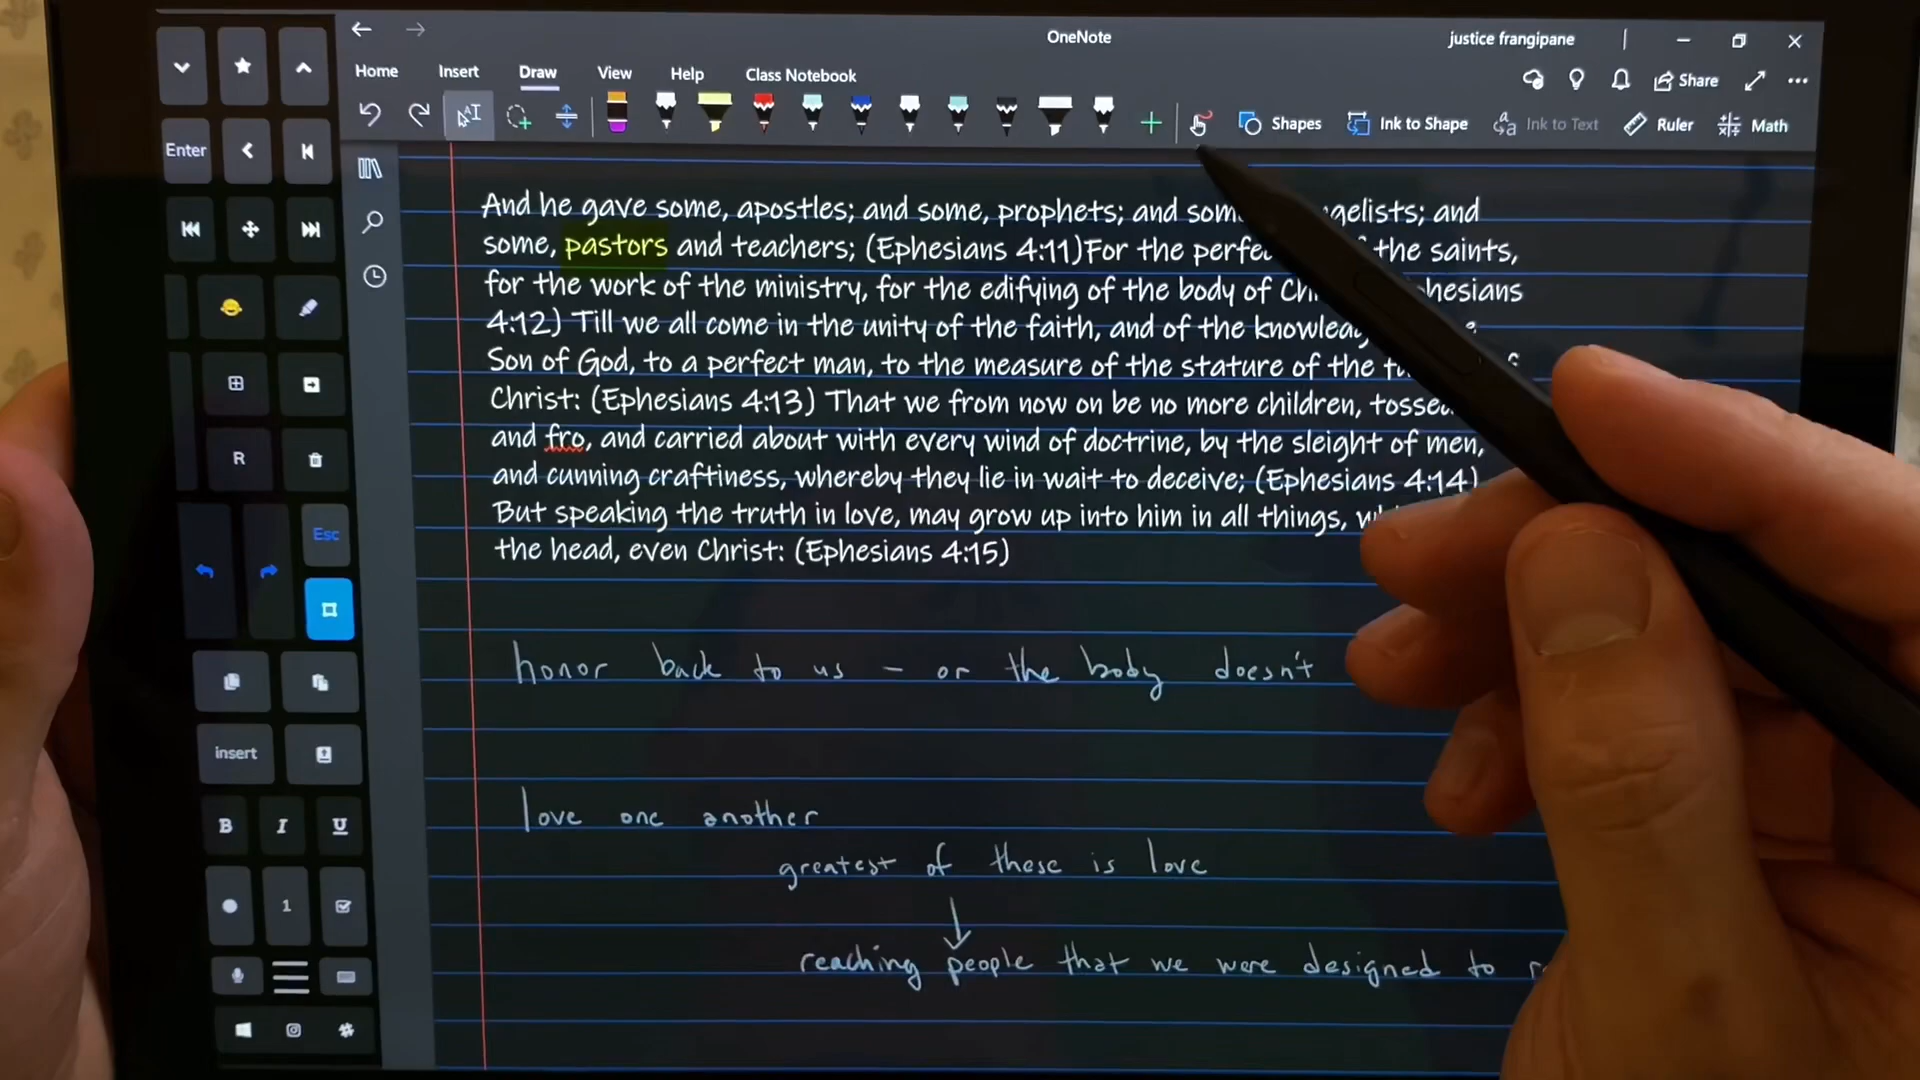 OneNote
justice frangipane
Home Insert Draw View Help Class Notebook
Share
Shapes Ink to Shape Ink to Text Ruler Math
Enter
R
Esc
insert
B I U
1
And he gave some, apostles; and some, prophets; and som gelists; and
some, pastors and teachers; (Ephesians 4:11)For the perfec the saints,
for the work of the ministry, for the edifying of the body of Ch hesians
4:12) Till we all come in the unity of the faith, and of the knowledg
Son of God, to a perfect man, to the measure of the stature of the
Christ: (Ephesians 4:13) That we from now on be no more children, tossed
and fro, and carried about with every wind of doctrine, by the sleight of men,
and cunning craftiness, whereby they lie in wait to deceive; (Ephesians 4:14)
But speaking the truth in love, may grow up into him in all things,
the head, even Christ: (Ephesians 4:15)
honor back to us - or the body doesn't
love one another
greatest of these is love
reaching people that we were designed to